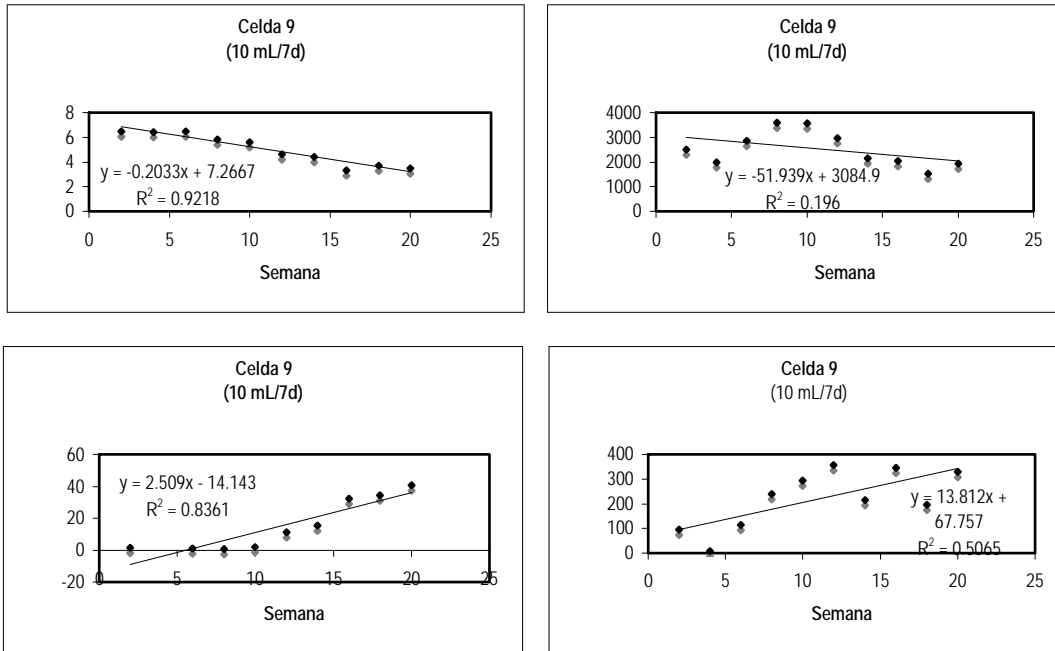 Celda 9
(10 mL/7d)
8
6
4
2
0
y = -0.2033x + 7.2667
R² = 0.9218
0 5 10 15 20 25
Semana
Celda 9
(10 mL/7d)
4000
3000
2000
1000
0
y = -51.939x + 3084.9
R² = 0.196
0 5 10 15 20 25
Semana
Celda 9
(10 mL/7d)
60
40
20
0
-20
y = 2.509x - 14.143
R² = 0.8361
0 5 10 15 20 25
Semana
Celda 9
(10 mL/7d)
400
300
200
100
0
y = 13.812x +
67.757
R² = 0.5065
0 5 10 15 20 25
Semana